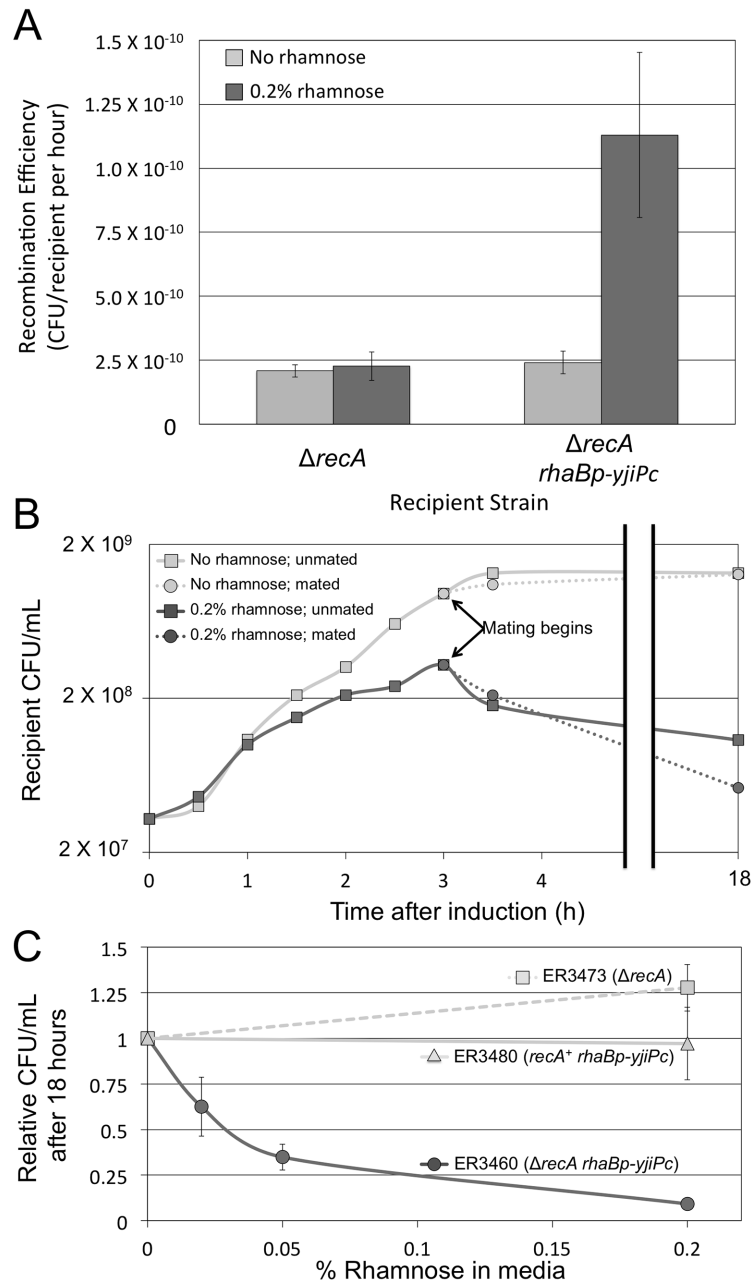 A
Recombination Efficiency
(CFU/recipient per hour)
1.5 X 10⁻¹⁰
1.25 X 10⁻¹⁰
1.0 X 10⁻¹⁰
7.5 X 10⁻¹⁰
5.0 X 10⁻¹⁰
2.5 X 10⁻¹⁰
0
No rhamnose
0.2% rhamnose
ΔrecA
ΔrecA
rhaBp-yjiPc
Recipient Strain
B
Recipient CFU/mL
2 X 10⁹
2 X 10⁸
2 X 10⁷
No rhamnose; unmated
No rhamnose; mated
0.2% rhamnose; unmated
0.2% rhamnose; mated
Mating begins
0 1 2 3 4 18
Time after induction (h)
C
Relative CFU/mL
after 18 hours
1.5
1.25
1
0.75
0.5
0.25
0
ER3473 (ΔrecA)
ER3480 (recA⁺ rhaBp-yjiPc)
ER3460 (ΔrecA rhaBp-yjiPc)
0 0.05 0.1 0.15 0.2
% Rhamnose in media